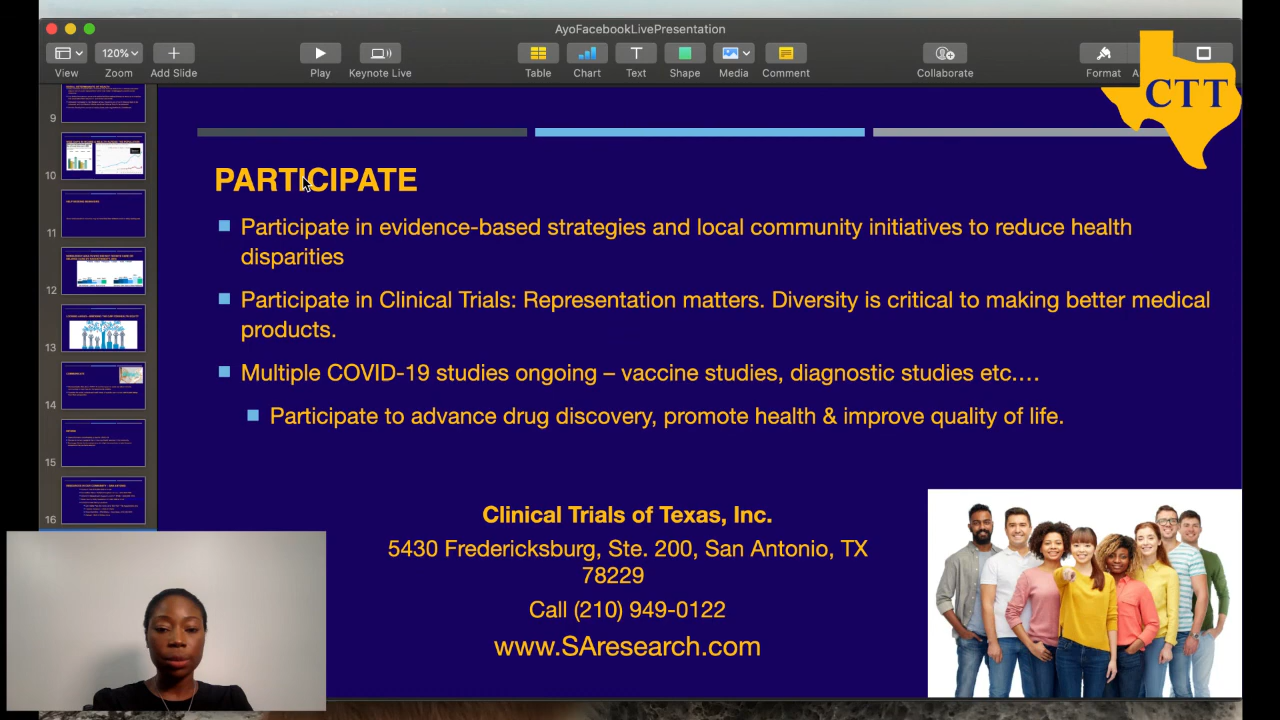 AyoFacebookLivePresentation
120%
View
Zoom
Add Slide
Play
Keynote Live
Table
Chart
Text
Shape
Media
Comment
Collaborate
Format
CTT
9
10
11
12
13
14
15
16
PARTICIPATE
Participate in evidence-based strategies and local community initiatives to reduce health
disparities
Participate in Clinical Trials: Representation matters. Diversity is critical to making better medical
products.
Multiple COVID-19 studies ongoing – vaccine studies, diagnostic studies etc.…
Participate to advance drug discovery, promote health & improve quality of life.
Clinical Trials of Texas, Inc.
5430 Fredericksburg, Ste. 200, San Antonio, TX
78229
Call (210) 949-0122
www.SAresearch.com